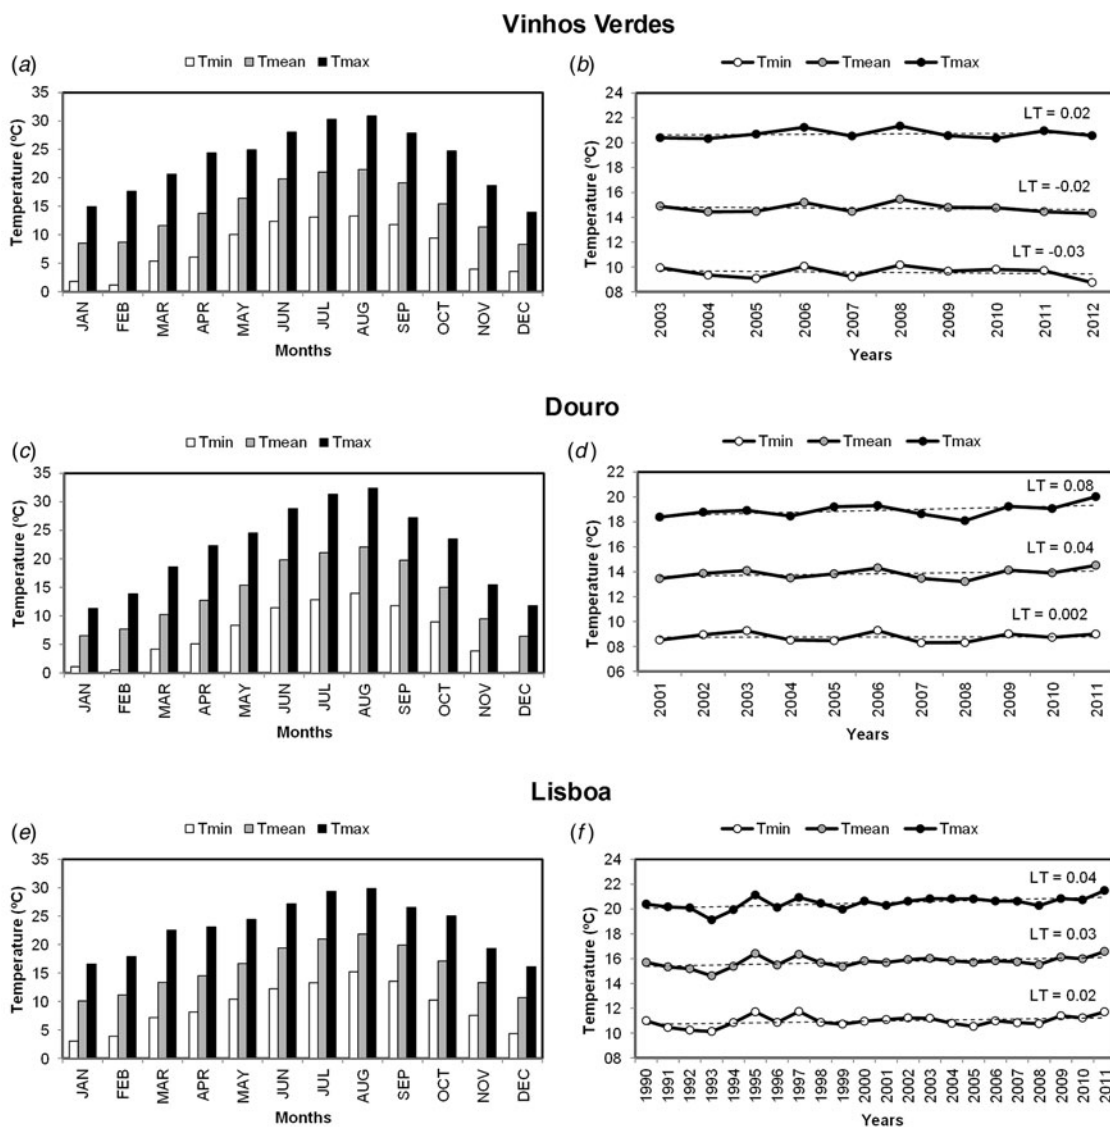 Vinhos Verdes
(a)
Tmin Tmean Tmax
Temperature (ºC)
35
30
25
20
15
10
5
0
JAN FEB MAR APR MAY JUN JUL AUG SEP OCT NOV DEC
Months
(b)
Tmin Tmean Tmax
Temperature (ºC)
24
22
20
18
16
14
12
10
08
LT = 0.02
LT = -0.02
LT = -0.03
2003 2004 2005 2006 2007 2008 2009 2010 2011 2012
Years
Douro
(c)
Tmin Tmean Tmax
Temperature (ºC)
35
30
25
20
15
10
5
0
JAN FEB MAR APR MAY JUN JUL AUG SEP OCT NOV DEC
Months
(d)
Tmin Tmean Tmax
Temperature (ºC)
22
20
18
16
14
12
10
08
06
LT = 0.08
LT = 0.04
LT = 0.002
2001 2002 2003 2004 2005 2006 2007 2008 2009 2010 2011
Years
Lisboa
(e)
Tmin Tmean Tmax
Temperature (ºC)
35
30
25
20
15
10
5
0
JAN FEB MAR APR MAY JUN JUL AUG SEP OCT NOV DEC
Months
(f)
Tmin Tmean Tmax
Temperature (ºC)
24
22
20
18
16
14
12
10
08
LT = 0.04
LT = 0.03
LT = 0.02
1990 1991 1992 1993 1994 1995 1996 1997 1998 1999 2000 2001 2002 2003 2004 2005 2006 2007 2008 2009 2010 2011
Years